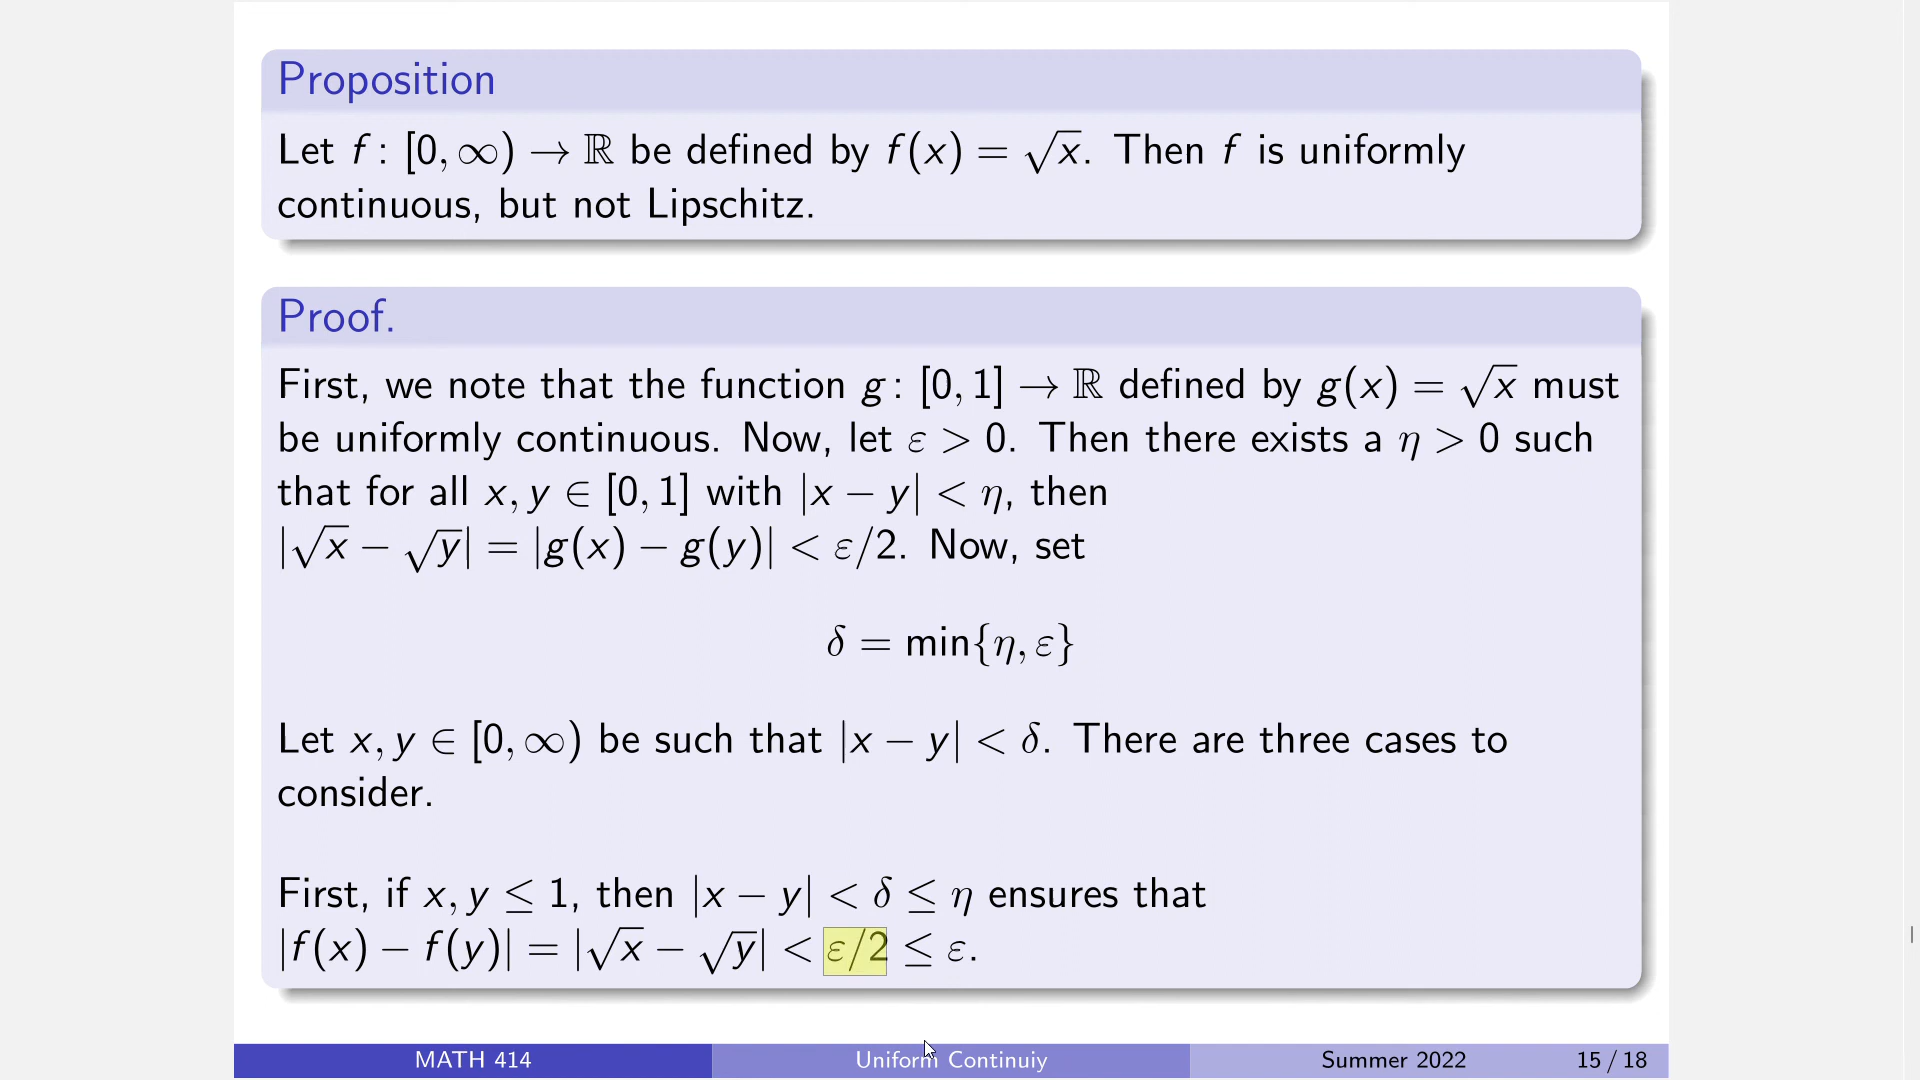 Proposition
Let f : [0, ∞) → ℝ be defined by f(x) = √x. Then f is uniformly
continuous, but not Lipschitz.
Proof.
First, we note that the function g : [0, 1] → ℝ defined by g(x) = √x must
be uniformly continuous. Now, let ε > 0. Then there exists a η > 0 such
that for all x, y ∈ [0, 1] with |x − y| < η, then
|√x − √y| = |g(x) − g(y)| < ε/2. Now, set
δ = min{η, ε}
Let x, y ∈ [0, ∞) be such that |x − y| < δ. There are three cases to
consider.
First, if x, y ≤ 1, then |x − y| < δ ≤ η ensures that
|f(x) − f(y)| = |√x − √y| < ε/2 ≤ ε.
MATH 414 Uniform Continuiy Summer 2022 15 / 18